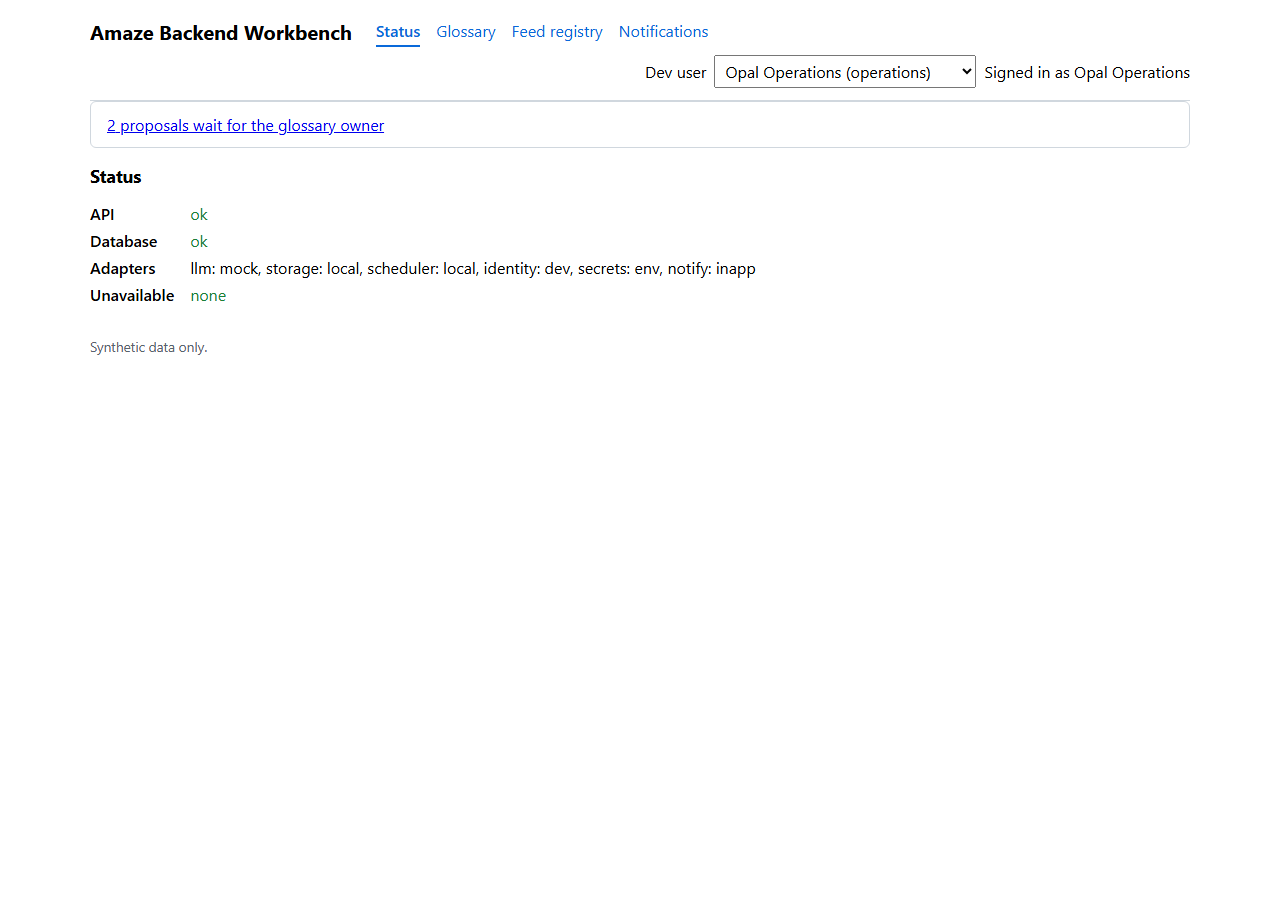 Amaze Backend Workbench Status Glossary Feed registry Notifications
Dev user Opal Operations (operations) Signed in as Opal Operations
2 proposals wait for the glossary owner
Status
API ok
Database ok
Adapters llm: mock, storage: local, scheduler: local, identity: dev, secrets: env, notify: inapp
Unavailable none
Synthetic data only.